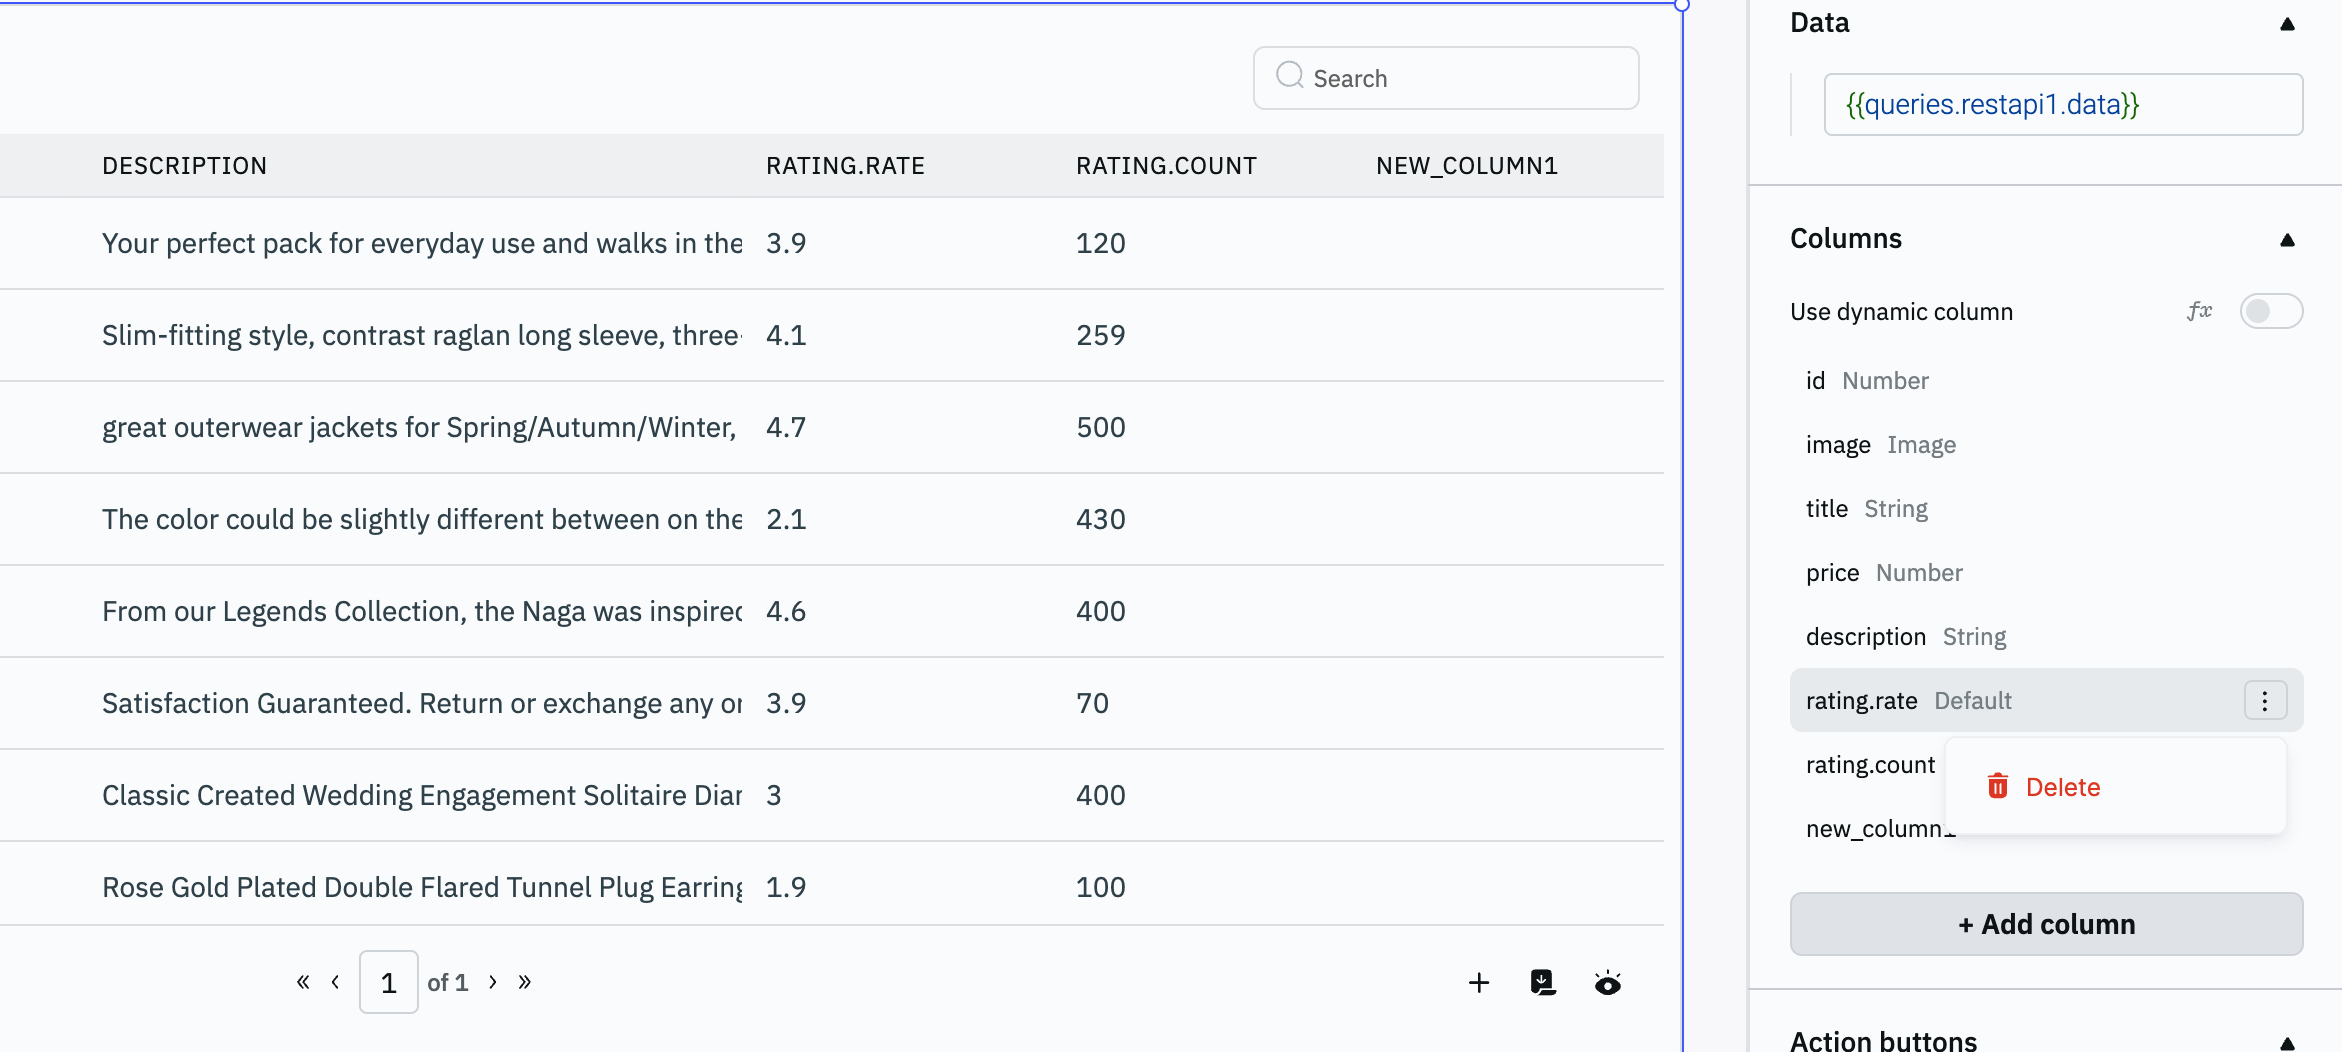 Search
DESCRIPTION RATING.RATE RATING.COUNT NEW_COLUMN1
Your perfect pack for everyday use and walks in the 3.9 120
Slim-fitting style, contrast raglan long sleeve, three- 4.1 259
great outerwear jackets for Spring/Autumn/Winter, 4.7 500
The color could be slightly different between on the 2.1 430
From our Legends Collection, the Naga was inspired 4.6 400
Satisfaction Guaranteed. Return or exchange any or 3.9 70
Classic Created Wedding Engagement Solitaire Diar 3 400
Rose Gold Plated Double Flared Tunnel Plug Earring 1.9 100
« ‹ 1 of 1 › »
Data
{{queries.restapi1.data}}
Columns
Use dynamic column fx
id Number
image Image
title String
price Number
description String
rating.rate Default
rating.count
Delete
new_column1
+ Add column
Action buttons